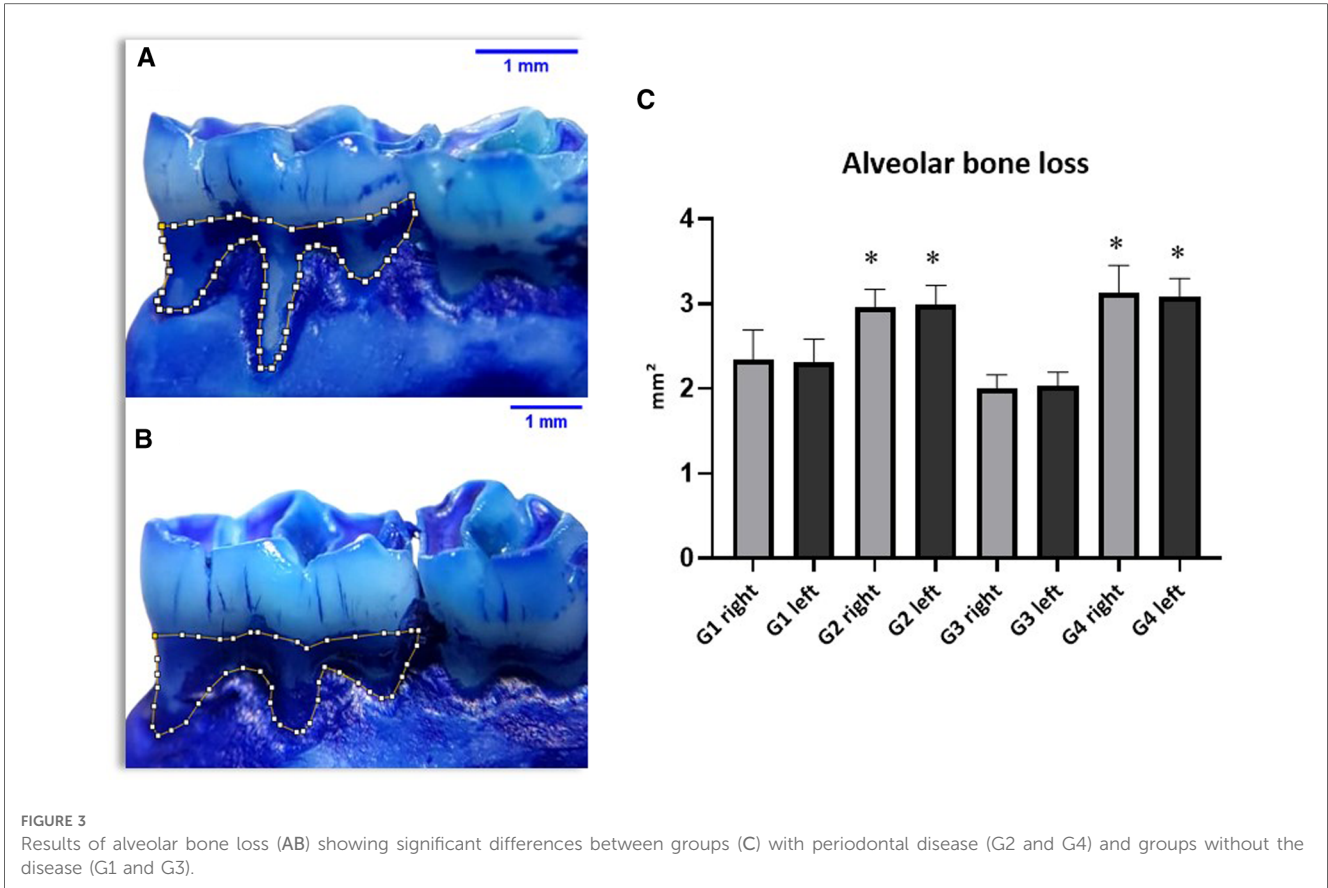 A
1 mm
B
1 mm
C
Alveolar bone loss
4
3
2
1
0
mm²
* * * *
G1 right
G1 left
G2 right
G2 left
G3 right
G3 left
G4 right
G4 left
FIGURE 3
Results of alveolar bone loss (AB) showing significant differences between groups (C) with periodontal disease (G2 and G4) and groups without the
disease (G1 and G3).